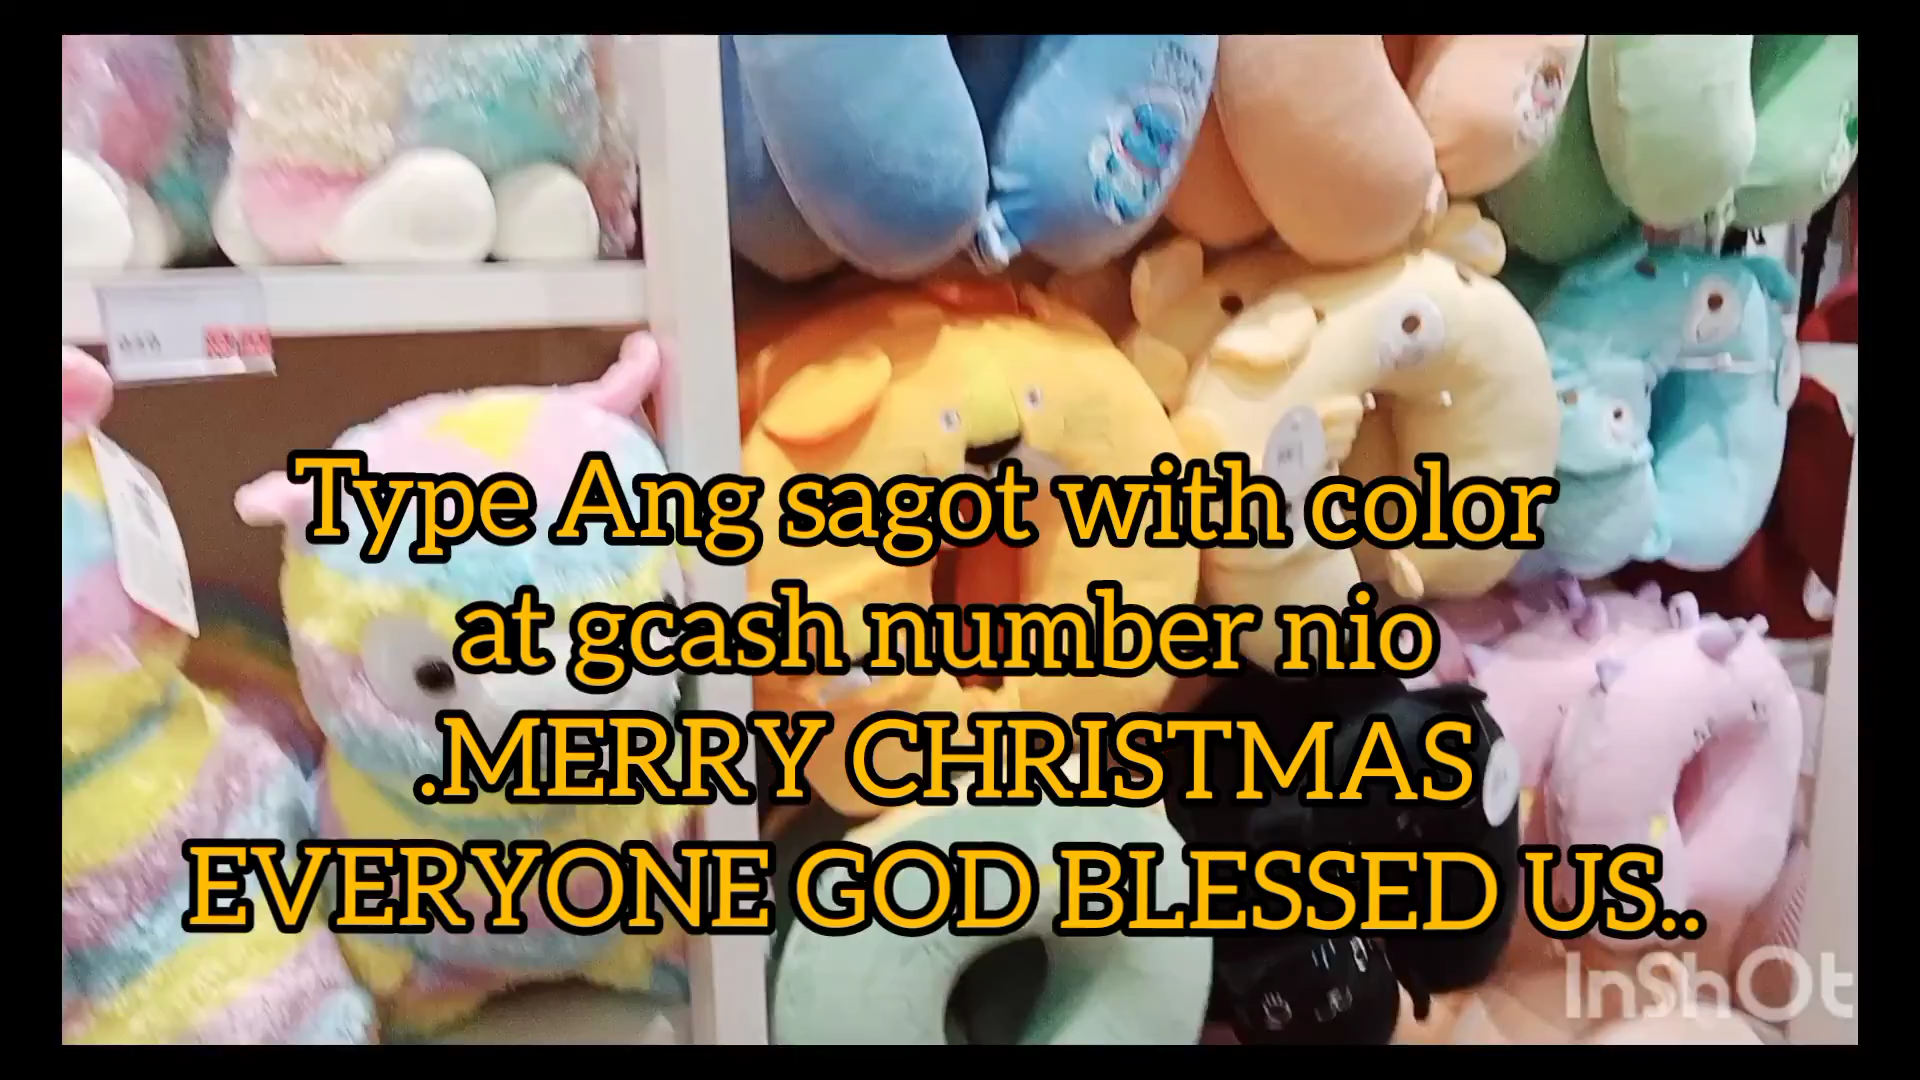 Type Ang sagot with color
at gcash number nio
.MERRY CHRISTMAS
EVERYONE GOD BLESSED US..
InShOt